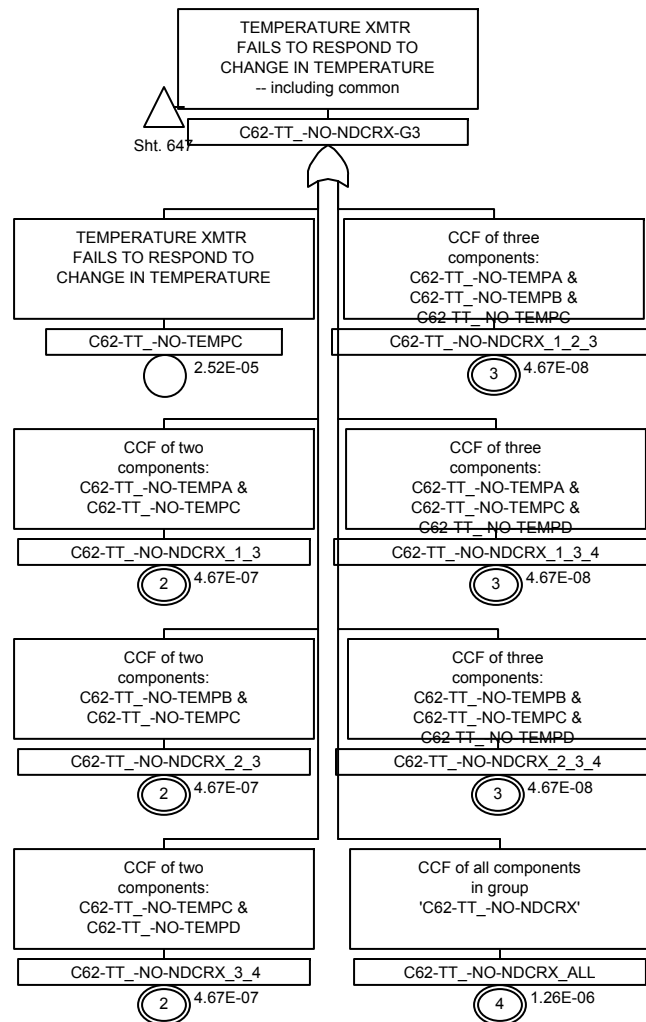 TEMPERATURE XMTR
FAILS TO RESPOND TO
CHANGE IN TEMPERATURE
-- including common
Sht. 647
C62-TT_-NO-NDCRX-G3
TEMPERATURE XMTR
FAILS TO RESPOND TO
CHANGE IN TEMPERATURE
C62-TT_-NO-TEMPC
2.52E-05
CCF of three
components:
C62-TT_-NO-TEMPA &
C62-TT_-NO-TEMPB &
C62-TT_-NO-TEMPC
C62-TT_-NO-NDCRX_1_2_3
3
4.67E-08
CCF of two
components:
C62-TT_-NO-TEMPA &
C62-TT_-NO-TEMPC
C62-TT_-NO-NDCRX_1_3
2
4.67E-07
CCF of three
components:
C62-TT_-NO-TEMPA &
C62-TT_-NO-TEMPC &
C62-TT_-NO-TEMPD
C62-TT_-NO-NDCRX_1_3_4
3
4.67E-08
CCF of two
components:
C62-TT_-NO-TEMPB &
C62-TT_-NO-TEMPC
C62-TT_-NO-NDCRX_2_3
2
4.67E-07
CCF of three
components:
C62-TT_-NO-TEMPB &
C62-TT_-NO-TEMPC &
C62-TT_-NO-TEMPD
C62-TT_-NO-NDCRX_2_3_4
3
4.67E-08
CCF of two
components:
C62-TT_-NO-TEMPC &
C62-TT_-NO-TEMPD
C62-TT_-NO-NDCRX_3_4
2
4.67E-07
CCF of all components
in group
'C62-TT_-NO-NDCRX'
C62-TT_-NO-NDCRX_ALL
4
1.26E-06